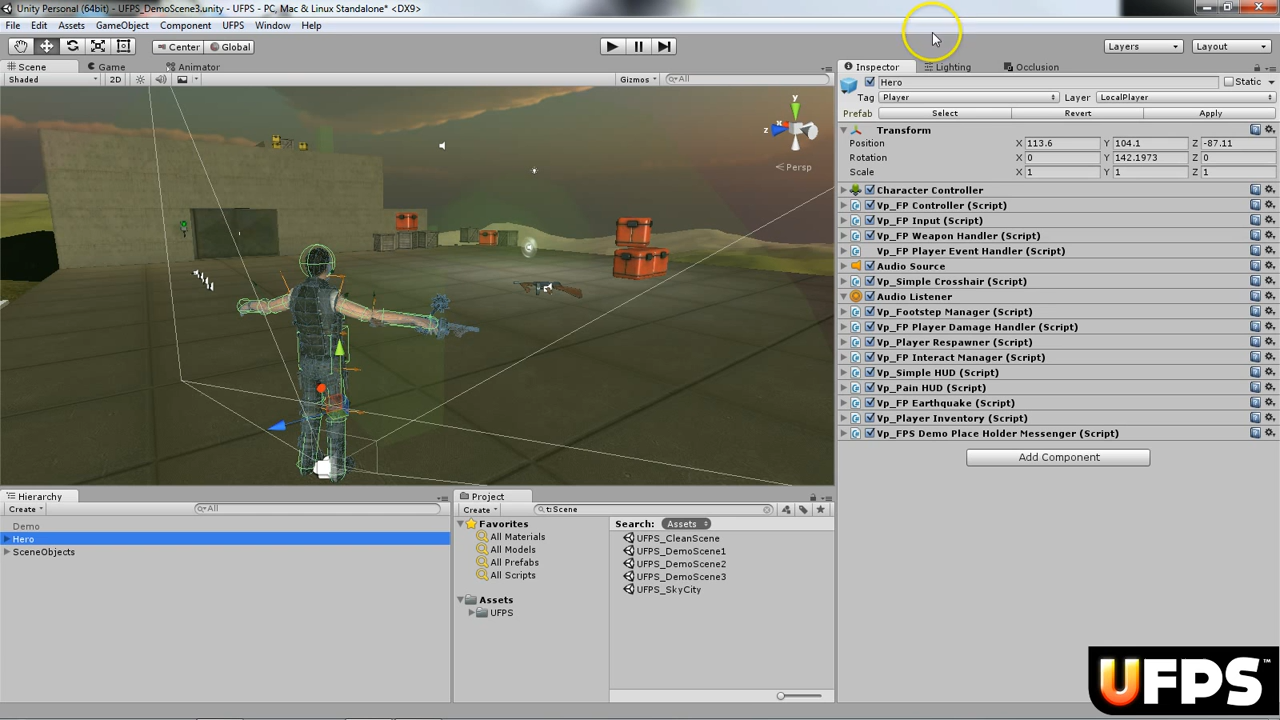 Unity Personal (64bit) - UFPS_DemoScene3.unity - UFPS - PC, Mac & Linux Standalone* <DX9>
File Edit Assets GameObject Component UFPS Window Help
Center Global Layers Layout
Scene Game Animator
Shaded 2D Gizmos All
y
x
z
Persp
Inspector Lighting Occlusion
Hero Static
Tag Player Layer LocalPlayer
Prefab Select Revert Apply
Transform
Position X 113.6 Y 104.1 Z -87.11
Rotation X 0 Y 142.1973 Z 0
Scale X 1 Y 1 Z 1
Character Controller
Vp_FP Controller (Script)
Vp_FP Input (Script)
Vp_FP Weapon Handler (Script)
Vp_FP Player Event Handler (Script)
Audio Source
Vp_Simple Crosshair (Script)
Audio Listener
Vp_Footstep Manager (Script)
Vp_FP Player Damage Handler (Script)
Vp_Player Respawner (Script)
Vp_FP Interact Manager (Script)
Vp_Simple HUD (Script)
Vp_Pain HUD (Script)
Vp_FP Earthquake (Script)
Vp_Player Inventory (Script)
Vp_FPS Demo Place Holder Messenger (Script)
Add Component
Hierarchy
Create All
Demo
Hero
SceneObjects
Project
Create t:Scene
Favorites
All Materials
All Models
All Prefabs
All Scripts
Assets
UFPS
Search: Assets
UFPS_CleanScene
UFPS_DemoScene1
UFPS_DemoScene2
UFPS_DemoScene3
UFPS_SkyCity
UFPS™